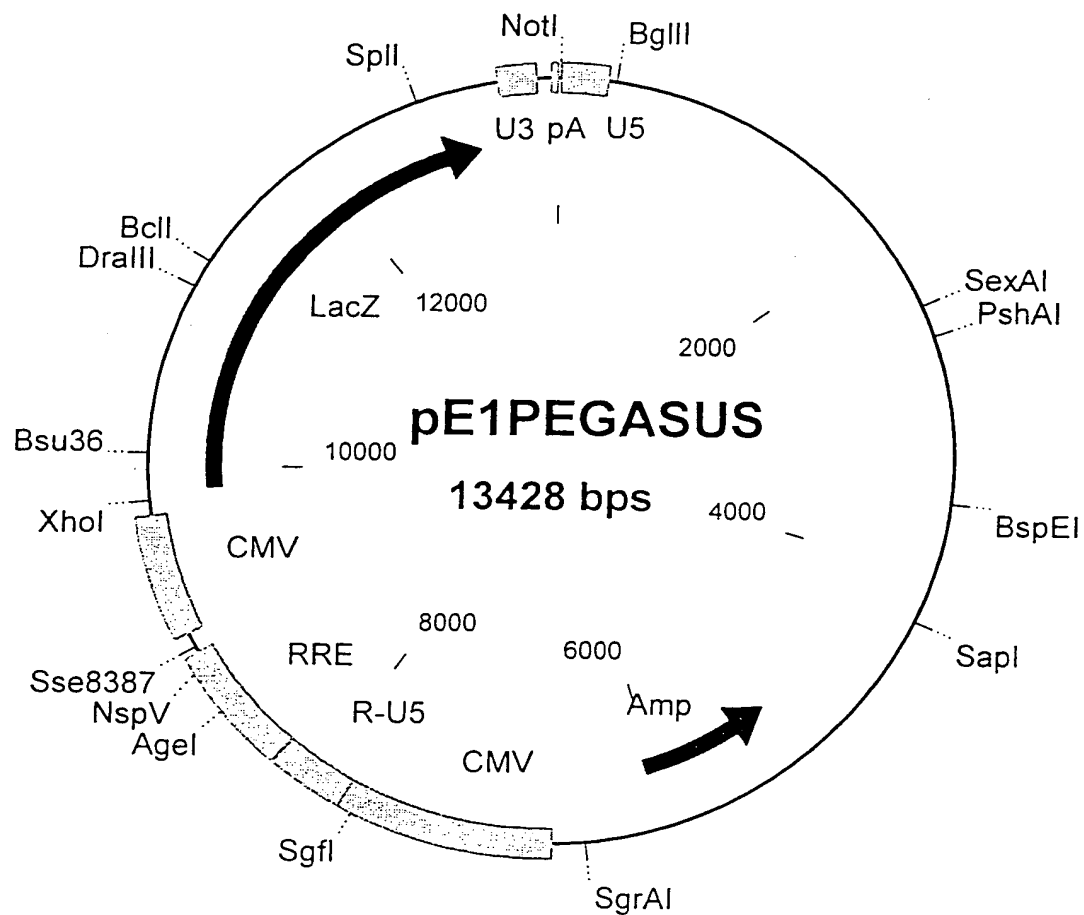 NotI
BglII
SplI
U3 pA U5
BclI
DraIII
LacZ
12000
SexAI
PshAI
2000
pE1PEGASUS
13428 bps
Bsu36
10000
4000
XhoI
BspEI
CMV
8000
6000
RRE
SapI
Sse8387
NspV
AgeI
R-U5
Amp
CMV
SgfI
SgrAI